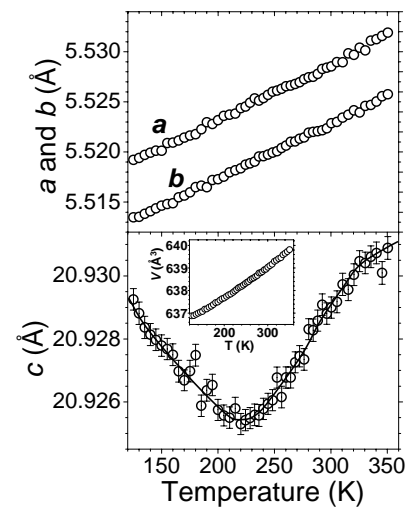 5.530
5.525
5.520
5.515
a and b (Å)
a
b
20.930
20.928
20.926
c (Å)
640
639
638
637
V(Å³)
200 300
T (K)
100 150 200 250 300 350
Temperature (K)